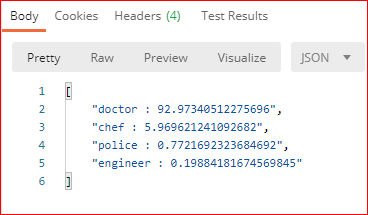 Body Cookies Headers (4) Test Results
Pretty Raw Preview Visualize JSON
1 [
2 "doctor : 92.97340512275696",
3 "chef : 5.969621241092682",
4 "police : 0.7721692323684692",
5 "engineer : 0.19884181674569845"
6 ]